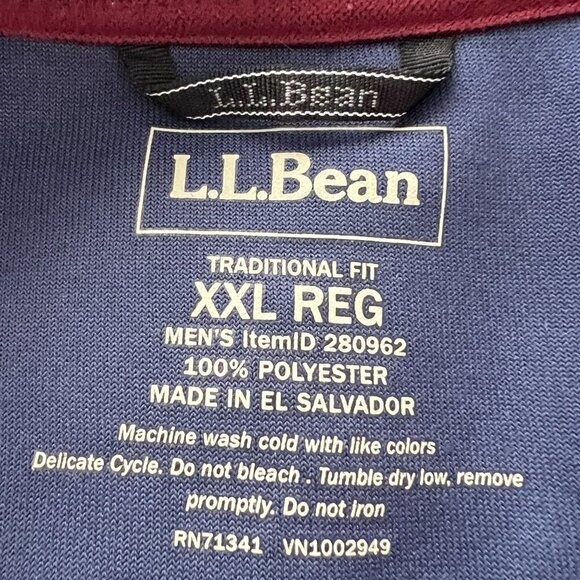 L.L.Bean
L.L.Bean
TRADITIONAL FIT
XXL REG
MEN'S ItemID 280962
100% POLYESTER
MADE IN EL SALVADOR
Machine wash cold with like colors
Delicate Cycle. Do not bleach . Tumble dry low, remove
promptly. Do not iron
RN71341 VN1002949